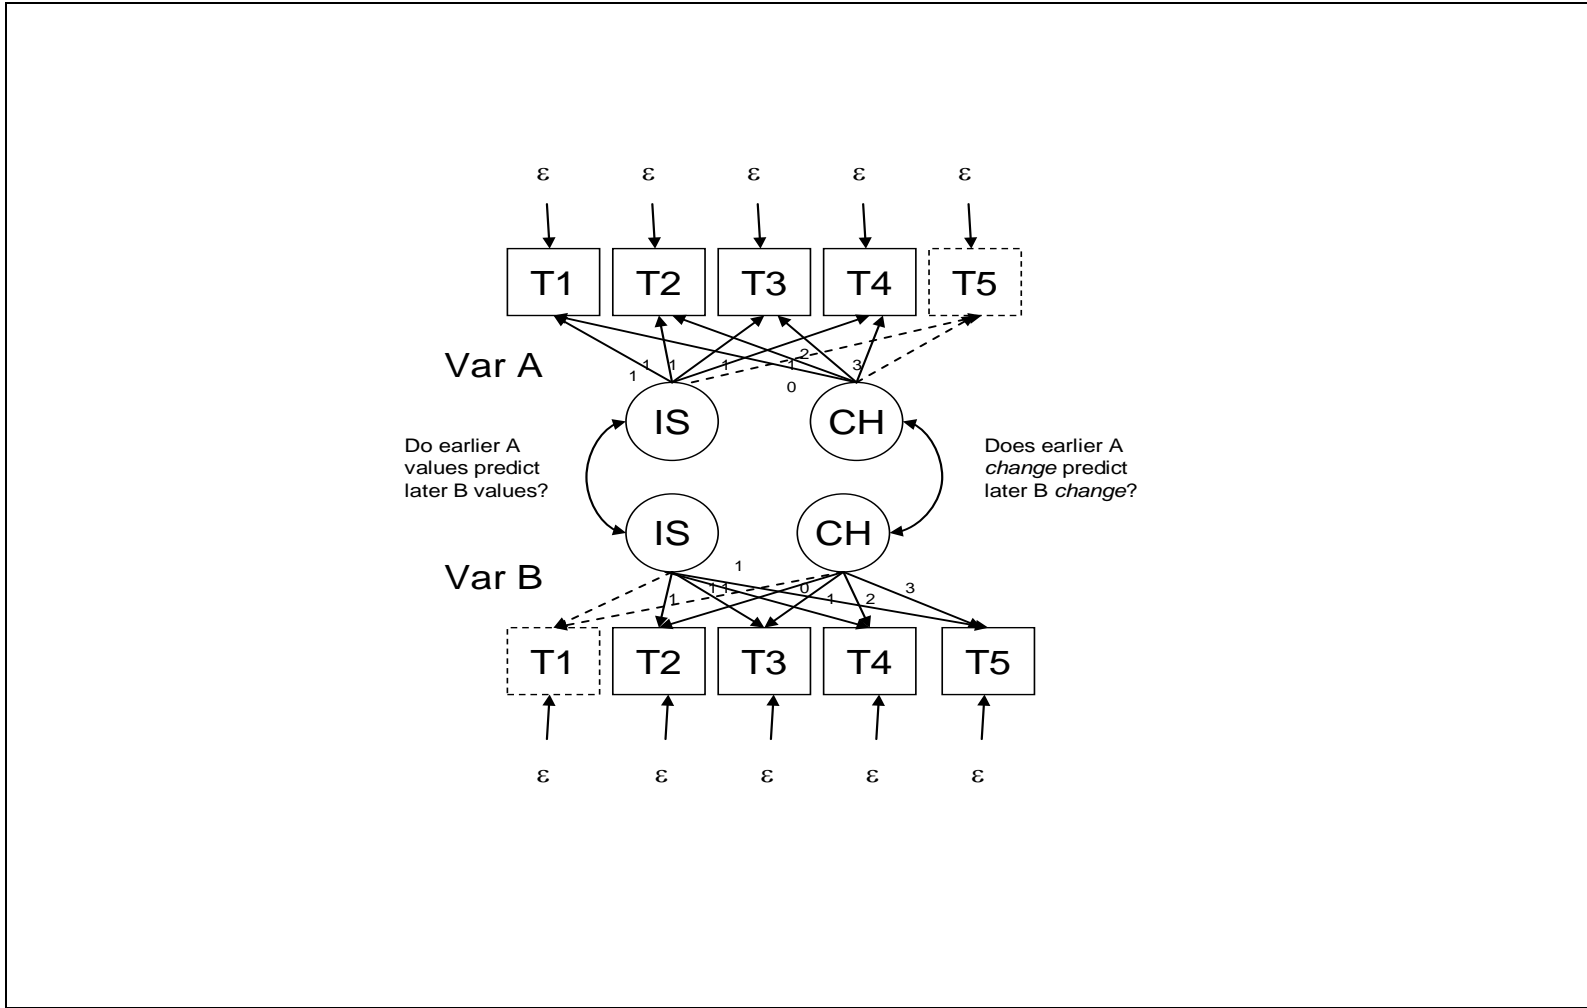 ε ε ε ε ε
T1 T2 T3 T4 T5
Var A
1 1 1 1 1 2 3
0
IS CH
Do earlier A
values predict
later B values?
Does earlier A
change predict
later B change?
IS CH
Var B
1
1 1 1 0 1 2 3
T1 T2 T3 T4 T5
ε ε ε ε ε